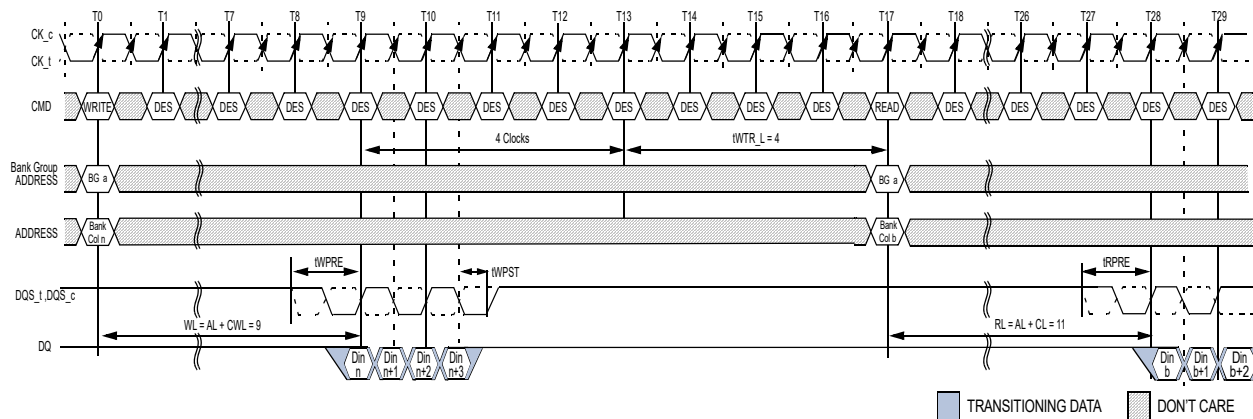 T0 T1 T7 T8 T9 T10 T11 T12 T13 T14 T15 T16 T17 T18 T26 T27 T28 T29
CK_c
CK_t
CMD WRITE DES DES DES DES DES DES DES DES DES DES DES READ DES DES DES DES DES
4 Clocks tWTR_L = 4
Bank Group
ADDRESS BG a BG a
ADDRESS Bank
Col n Bank
Col b
tWPRE tWPST tRPRE
DQS_t ,DQS_c
WL = AL + CWL = 9 RL = AL + CL = 11
DQ Din
n Din
n+1 Din
n+2 Din
n+3 Din
b Din
b+1 Din
b+2
TRANSITIONING DATA DON'T CARE